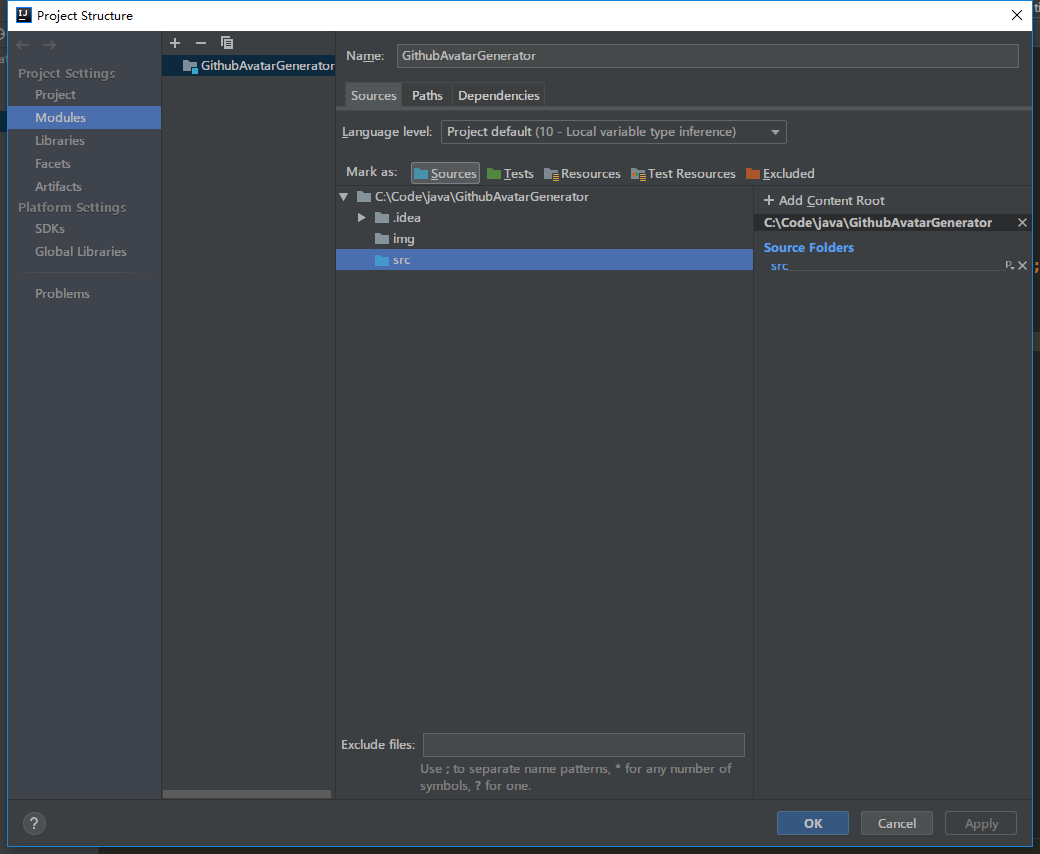 Project Structure
Project Settings
Project
Modules
Libraries
Facets
Artifacts
Platform Settings
SDKs
Global Libraries
Problems
GithubAvatarGenerator
Name: GithubAvatarGenerator
Sources Paths Dependencies
Language level: Project default (10 - Local variable type inference)
Mark as: Sources Tests Resources Test Resources Excluded
C:\Code\java\GithubAvatarGenerator
.idea
img
src
+ Add Content Root
C:\Code\java\GithubAvatarGenerator
Source Folders
src
Exclude files:
Use ; to separate name patterns, * for any number of
symbols, ? for one.
?
OK Cancel Apply